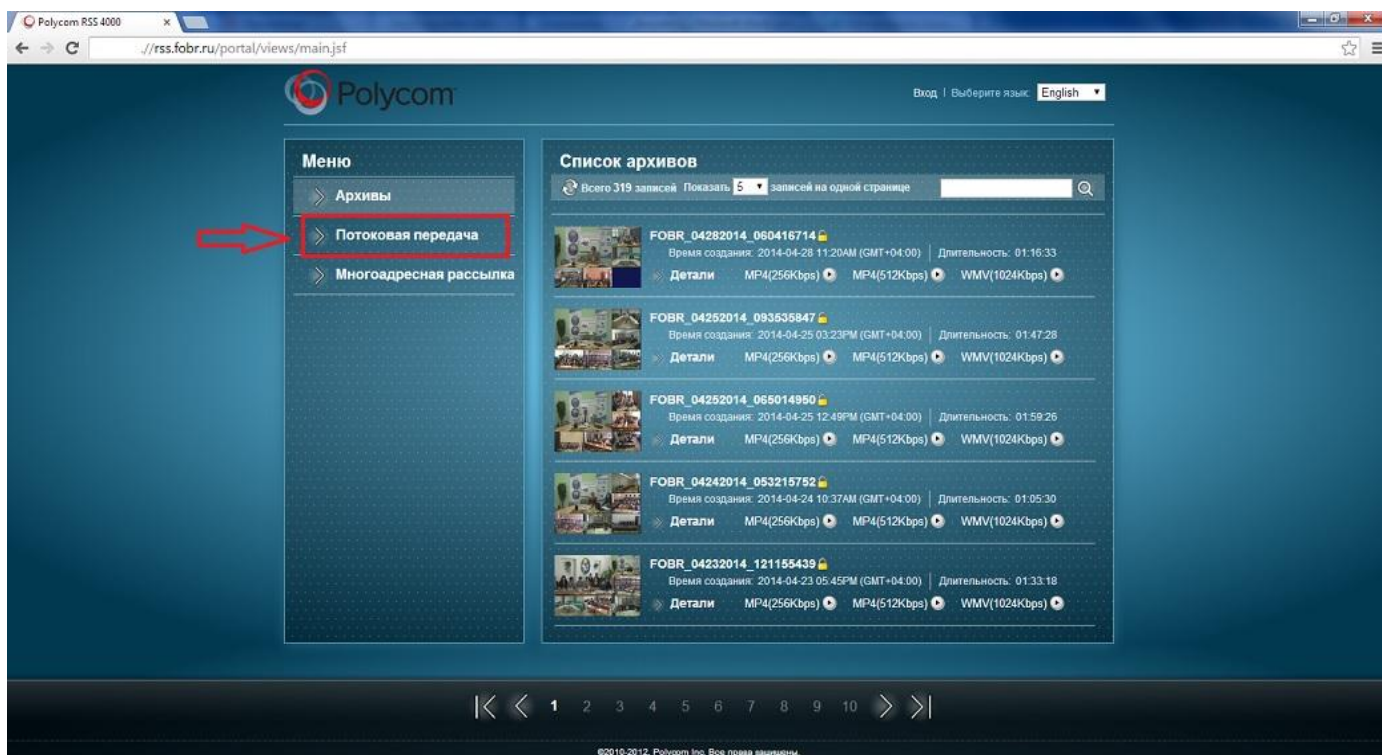 Polycom RSS 4000
.//rss.fobr.ru/portal/views/main.jsf
Polycom
Вход | Выберите язык: English
Меню
Архивы
Потоковая передача
Многоадресная рассылка
Список архивов
Всего 319 записей Показать 5 записей на одной странице
FOBR_04282014_060416714
Время создания: 2014-04-28 11:20AM (GMT+04:00) | Длительность: 01:16:33
Детали MP4(256Kbps) MP4(512Kbps) WMV(1024Kbps)
FOBR_04252014_093535847
Время создания: 2014-04-25 03:23PM (GMT+04:00) | Длительность: 01:47:28
Детали MP4(256Kbps) MP4(512Kbps) WMV(1024Kbps)
FOBR_04252014_065014950
Время создания: 2014-04-25 12:49PM (GMT+04:00) | Длительность: 01:59:26
Детали MP4(256Kbps) MP4(512Kbps) WMV(1024Kbps)
FOBR_04242014_053215752
Время создания: 2014-04-24 10:37AM (GMT+04:00) | Длительность: 01:05:30
Детали MP4(256Kbps) MP4(512Kbps) WMV(1024Kbps)
FOBR_04232014_121155439
Время создания: 2014-04-23 05:45PM (GMT+04:00) | Длительность: 01:33:18
Детали MP4(256Kbps) MP4(512Kbps) WMV(1024Kbps)
1 2 3 4 5 6 7 8 9 10
©2010-2012, Polycom Inc. Все права защищены.